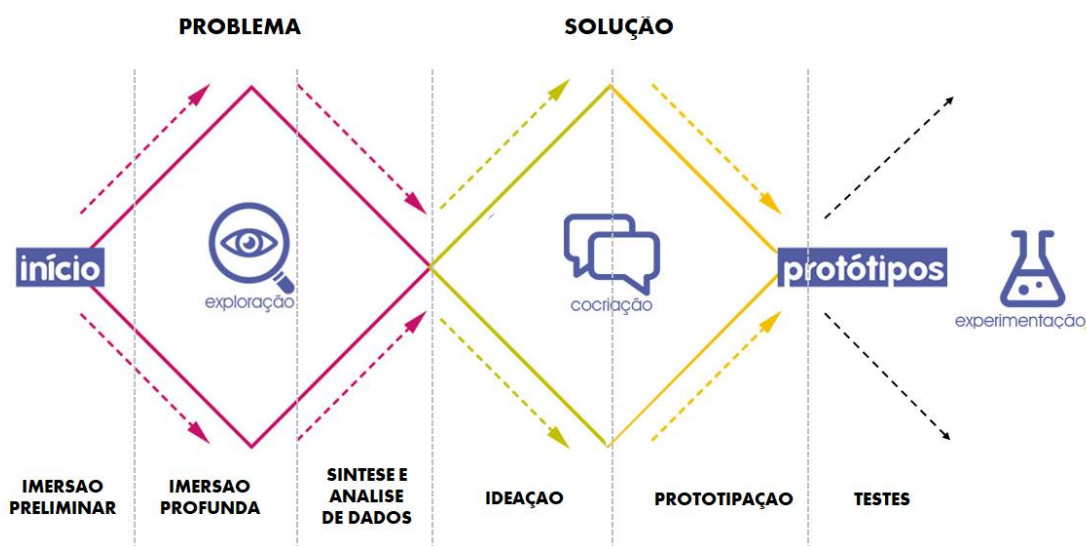 PROBLEMA
SOLUÇÃO
início
exploração
cocriação
protótipos
experimentação
IMERSAO
PRELIMINAR
IMERSAO
PROFUNDA
SINTESE E
ANALISE
DE DADOS
IDEAÇAO
PROTOTIPAÇAO
TESTES